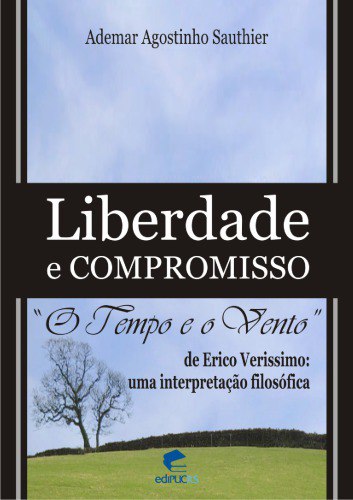 Ademar Agostinho Sauthier
Liberdade
e COMPROMISSO
"O Tempo e o Vento"
de Erico Verissimo:
uma interpretação filosófica
ediPUCRS